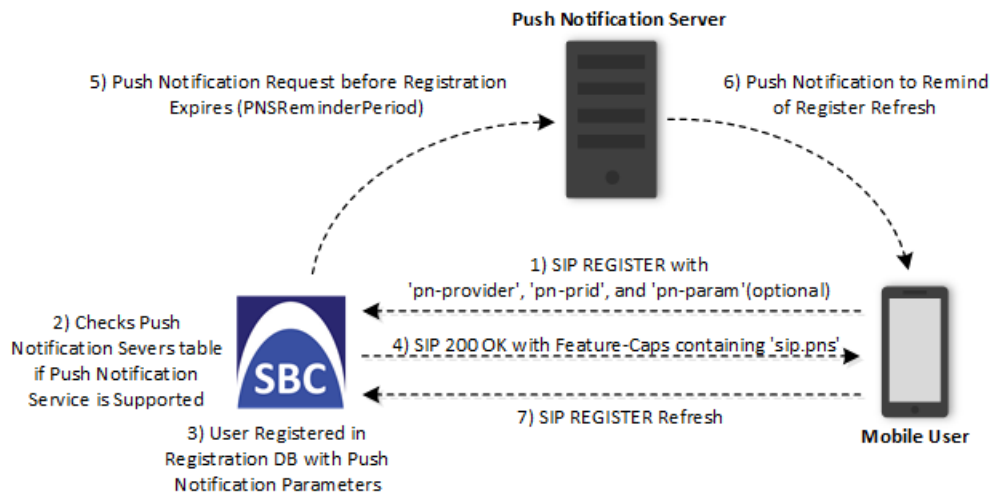 Push Notification Server
5) Push Notification Request before Registration
Expires (PNSReminderPeriod)
6) Push Notification to Remind
of Register Refresh
1) SIP REGISTER with
'pn-provider', 'pn-prid', and 'pn-param'(optional)
2) Checks Push
Notification Severs table
if Push Notification
Service is Supported
SBC
4) SIP 200 OK with Feature-Caps containing 'sip.pns'
7) SIP REGISTER Refresh
Mobile User
3) User Registered in
Registration DB with Push
Notification Parameters